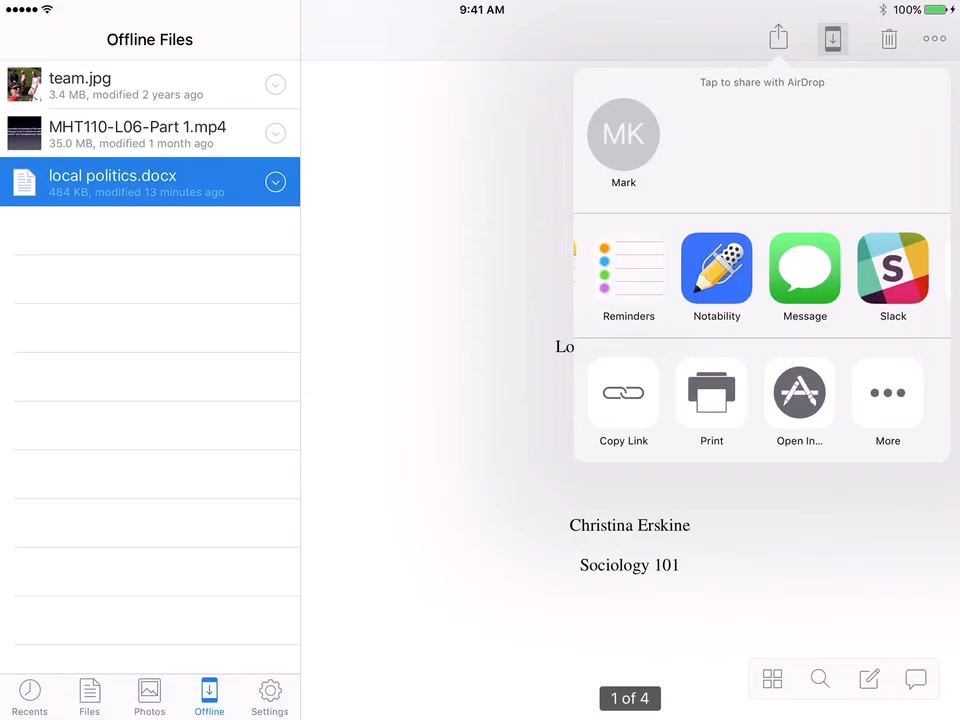 9:41 AM
100%
Offline Files
team.jpg
3.4 MB, modified 2 years ago
MHT110-L06-Part 1.mp4
35.0 MB, modified 1 month ago
local politics.docx
484 KB, modified 13 minutes ago
Tap to share with AirDrop
MK
Mark
Reminders
Notability
Message
S
Slack
Lo
Copy Link
Print
Open In...
More
Christina Erskine
Sociology 101
1 of 4
Recents
Files
Photos
Offline
Settings